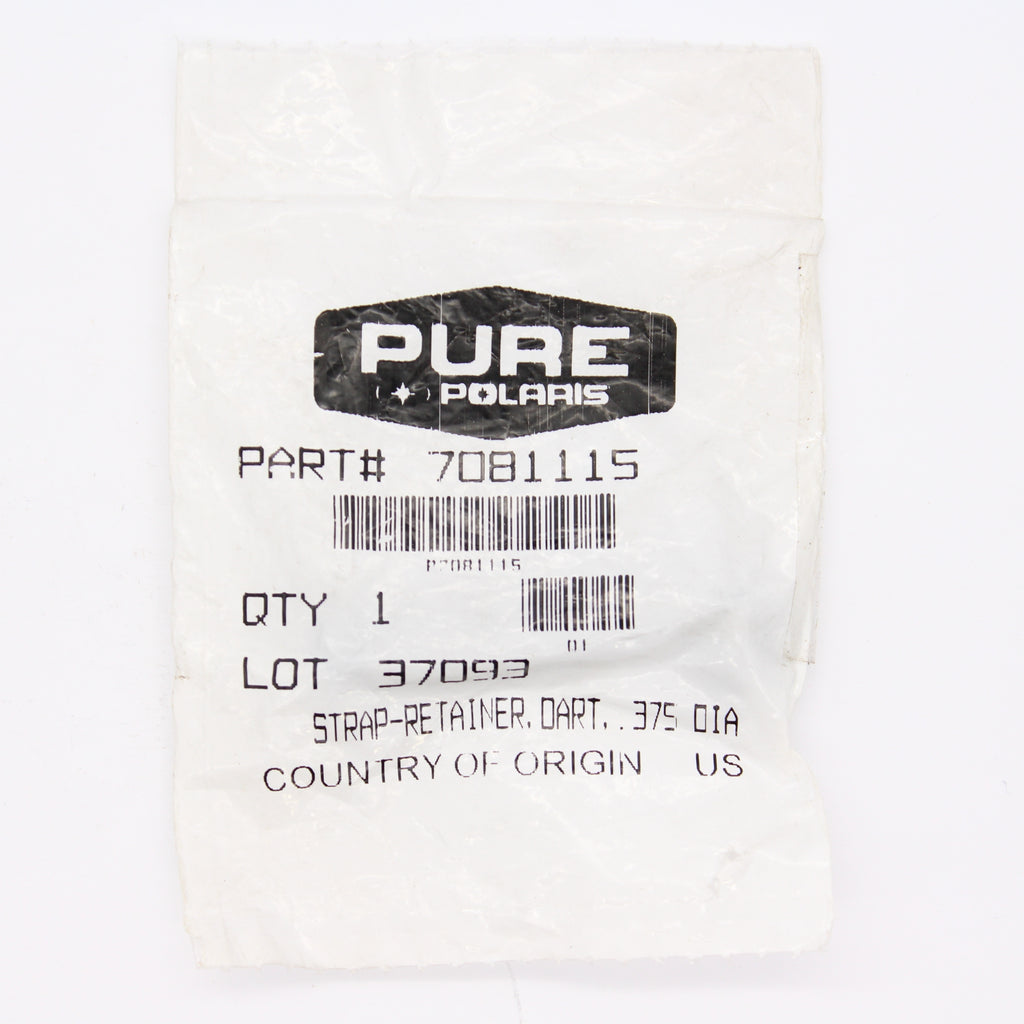 PURE
POLARIS
PART# 7081115
P7081115
QTY 1
01
LOT 37093
STRAP-RETAINER,DART,.375 DIA
COUNTRY OF ORIGIN US